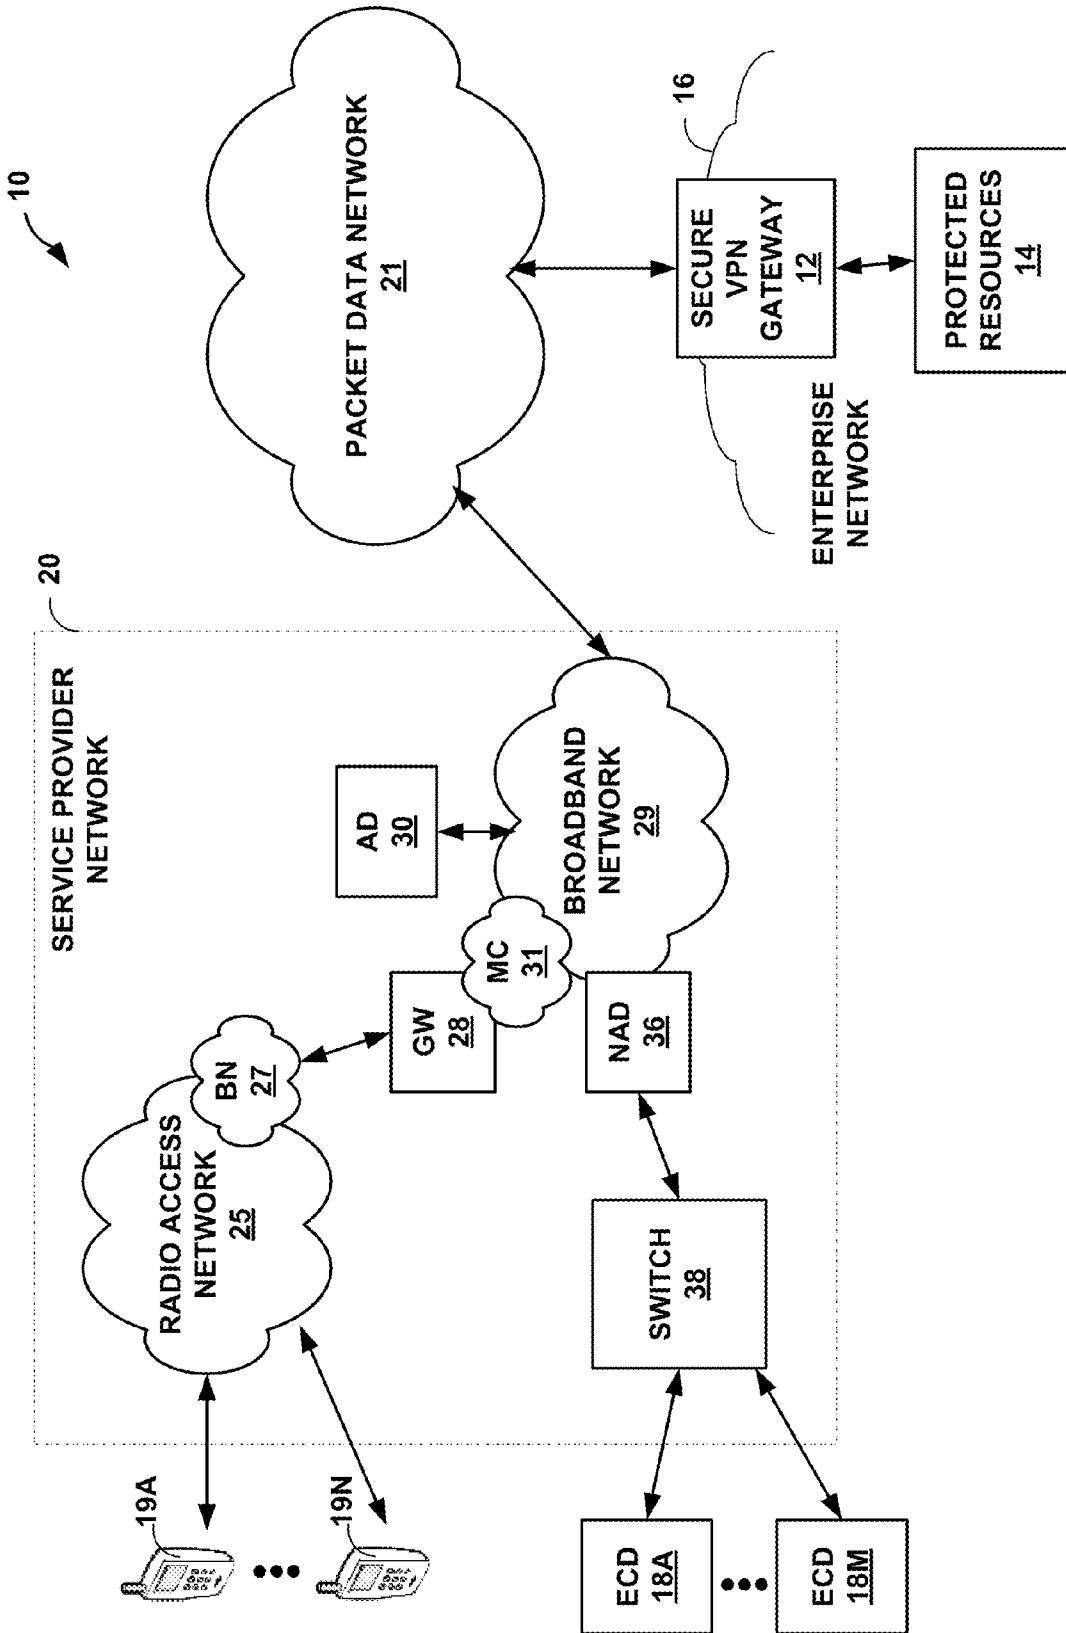 10
SERVICE PROVIDER
NETWORK
20
PACKET DATA NETWORK
21
RADIO ACCESS
NETWORK
25
BN
27
19A
19N
GW
28
MC
31
AD
30
BROADBAND
NETWORK
29
NAD
36
SWITCH
38
ECD
18A
ECD
18M
16
SECURE
VPN
GATEWAY
12
ENTERPRISE
NETWORK
PROTECTED
RESOURCES
14